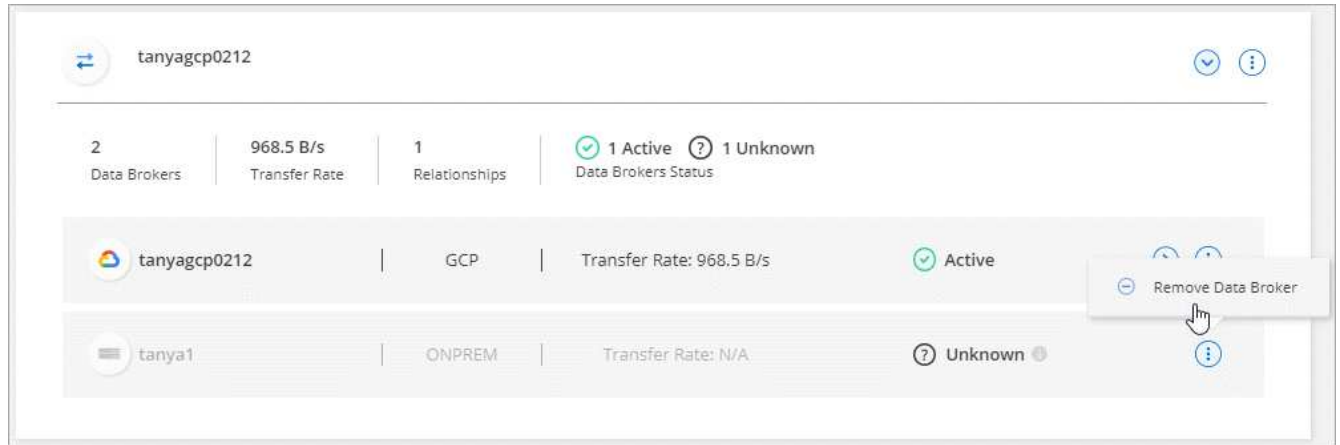 tanyagcp0212
2 968.5 B/s 1 1 Active ? 1 Unknown
Data Brokers Transfer Rate Relationships Data Brokers Status
tanyagcp0212 | GCP | Transfer Rate: 968.5 B/s Active
Remove Data Broker
tanya1 | ONPREM | Transfer Rate: N/A ? Unknown